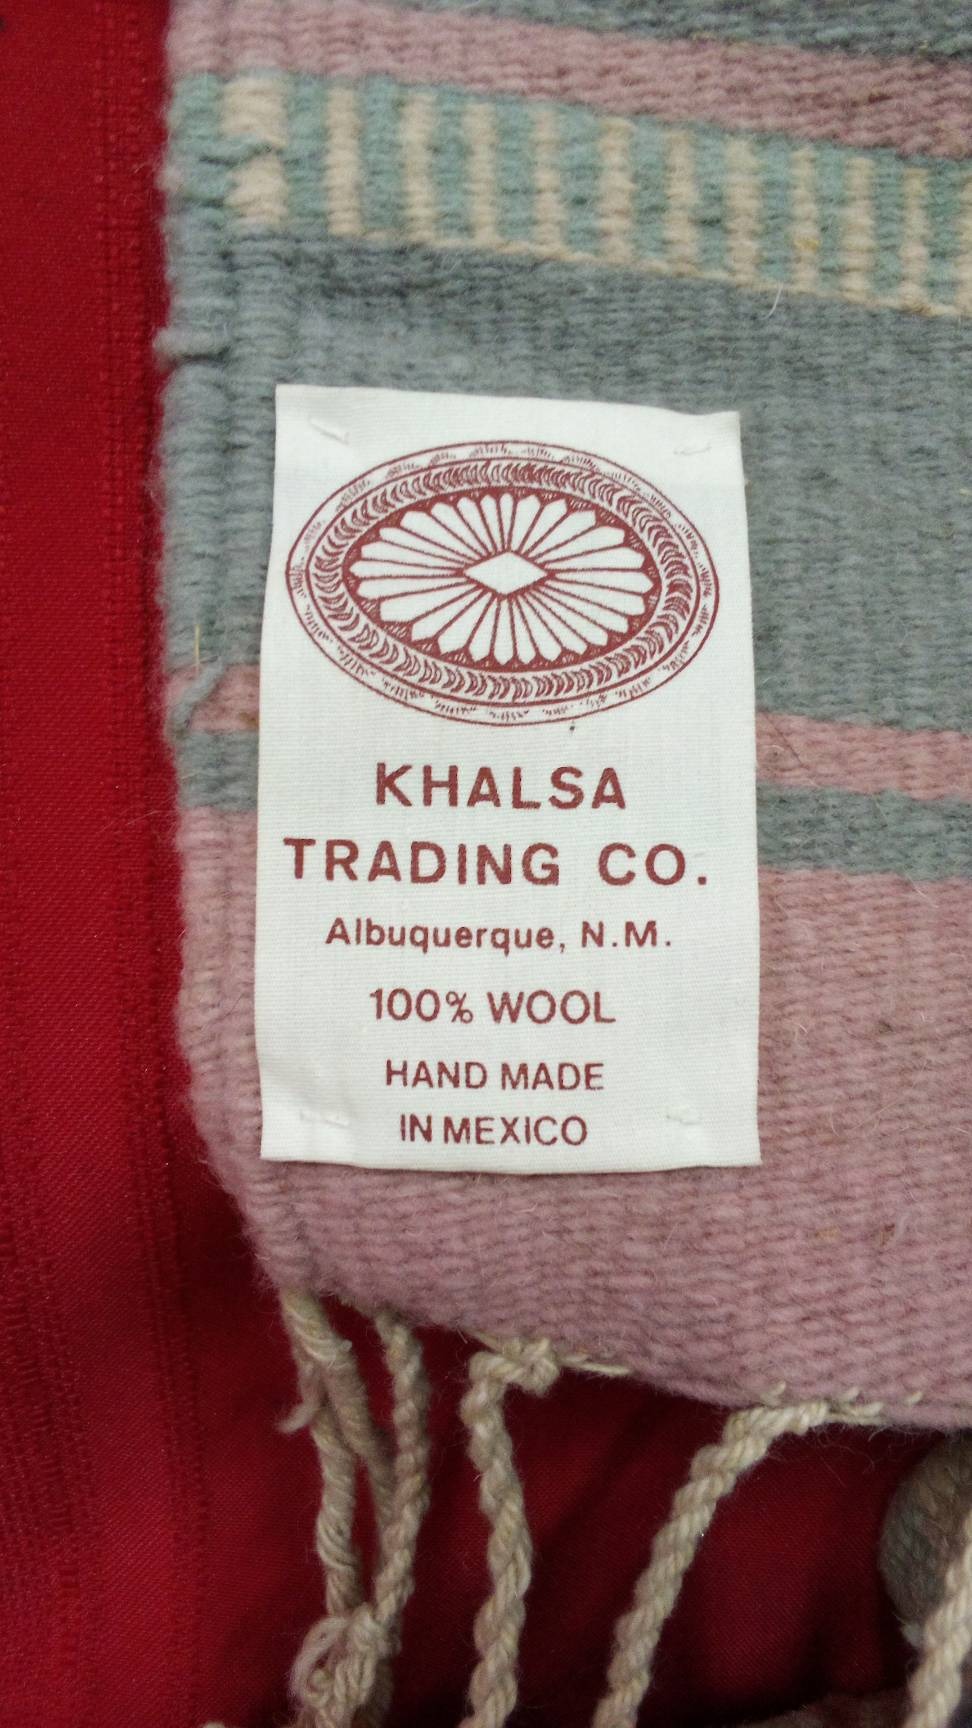 KHALSA
TRADING CO.
Albuquerque, N.M.
100% WOOL
HAND MADE
IN MEXICO